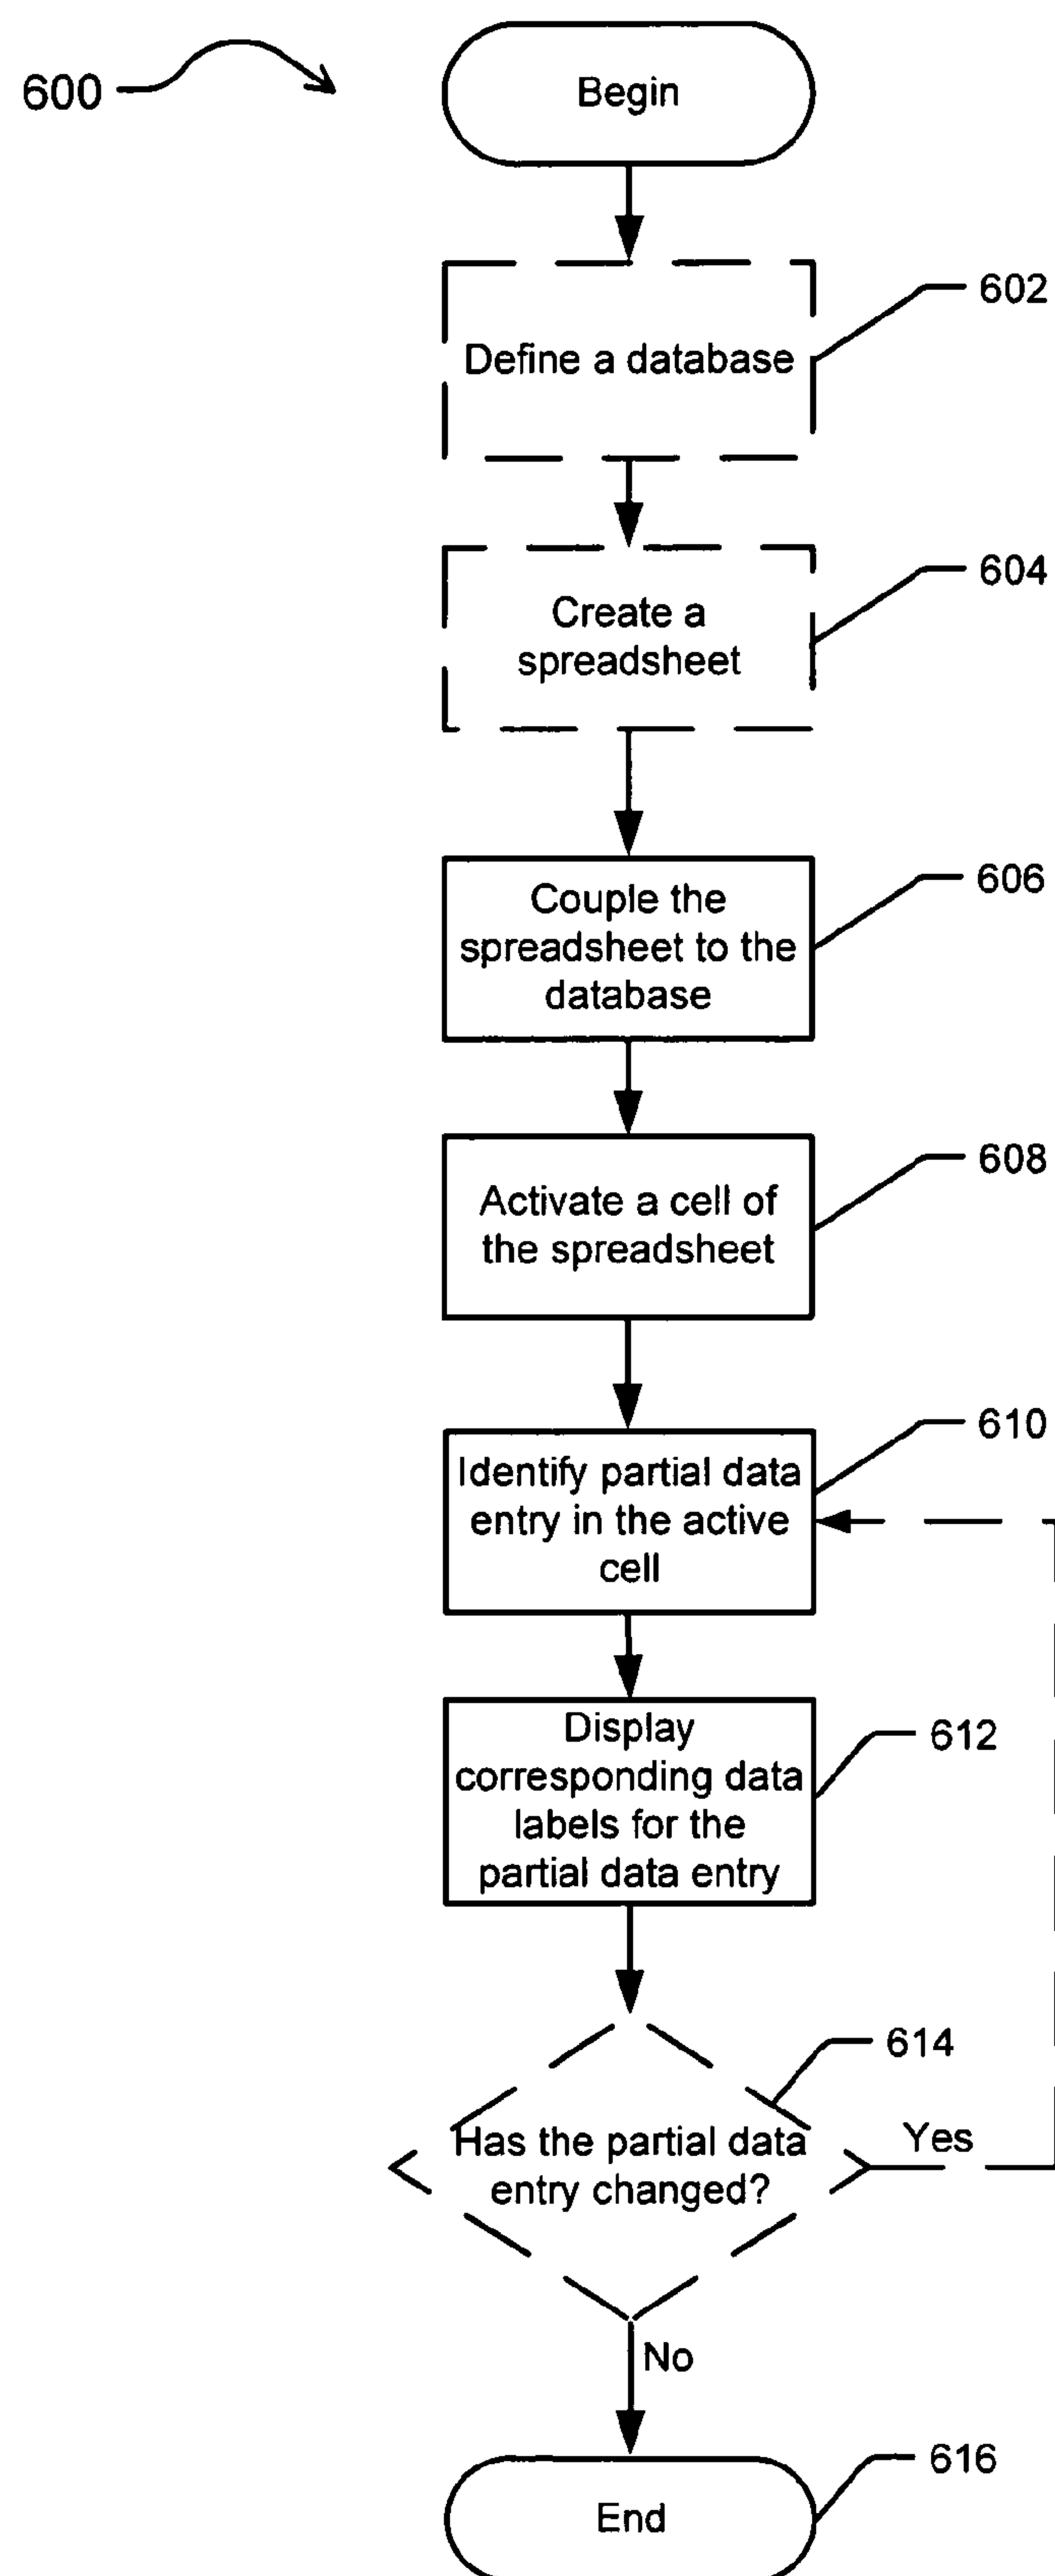 600
Begin
602
Define a database
604
Create a
spreadsheet
606
Couple the
spreadsheet to the
database
608
Activate a cell of
the spreadsheet
610
Identify partial data
entry in the active
cell
612
Display
corresponding data
labels for the
partial data entry
614
Has the partial data
entry changed?
Yes
No
616
End